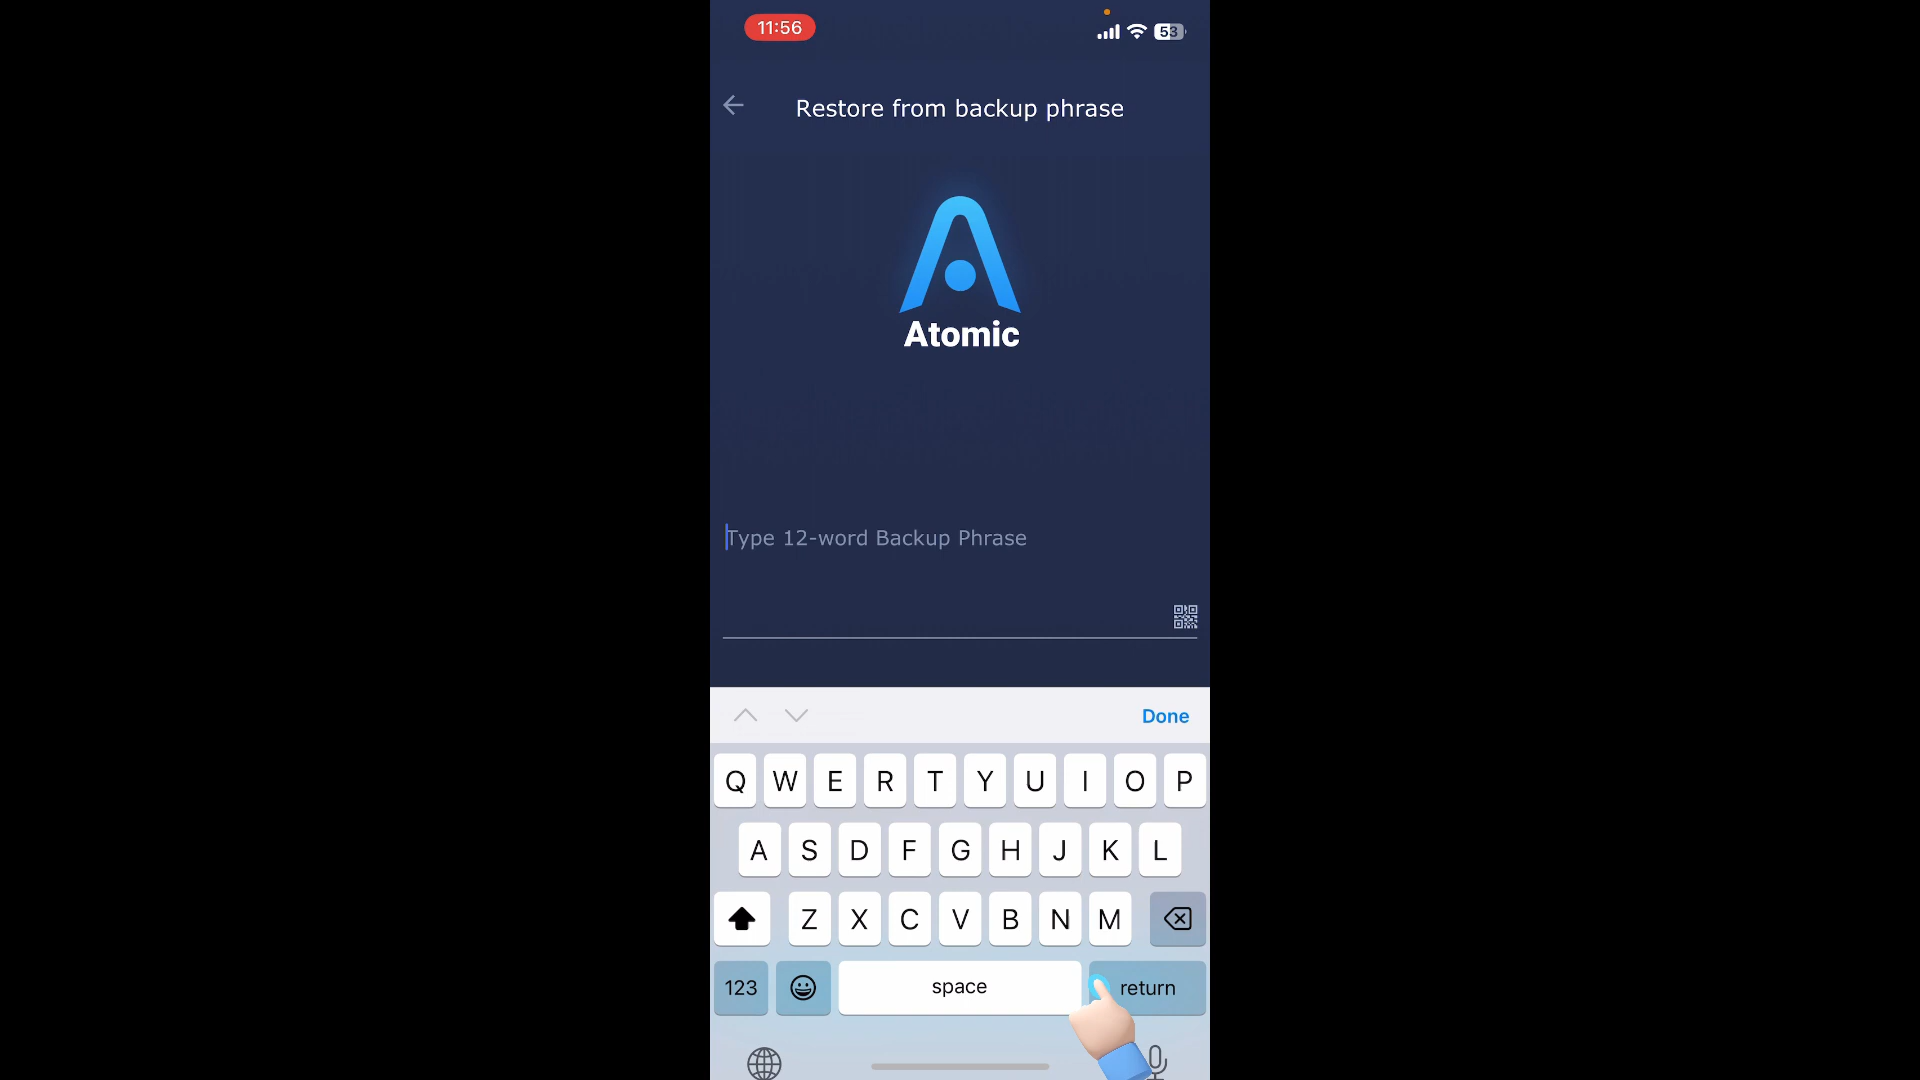 11:56
53
Restore from backup phrase
Atomic
Type 12-word Backup Phrase
Done
Q W E R T Y U I O P
A S D F G H J K L
Z X C V B N M
123 space return